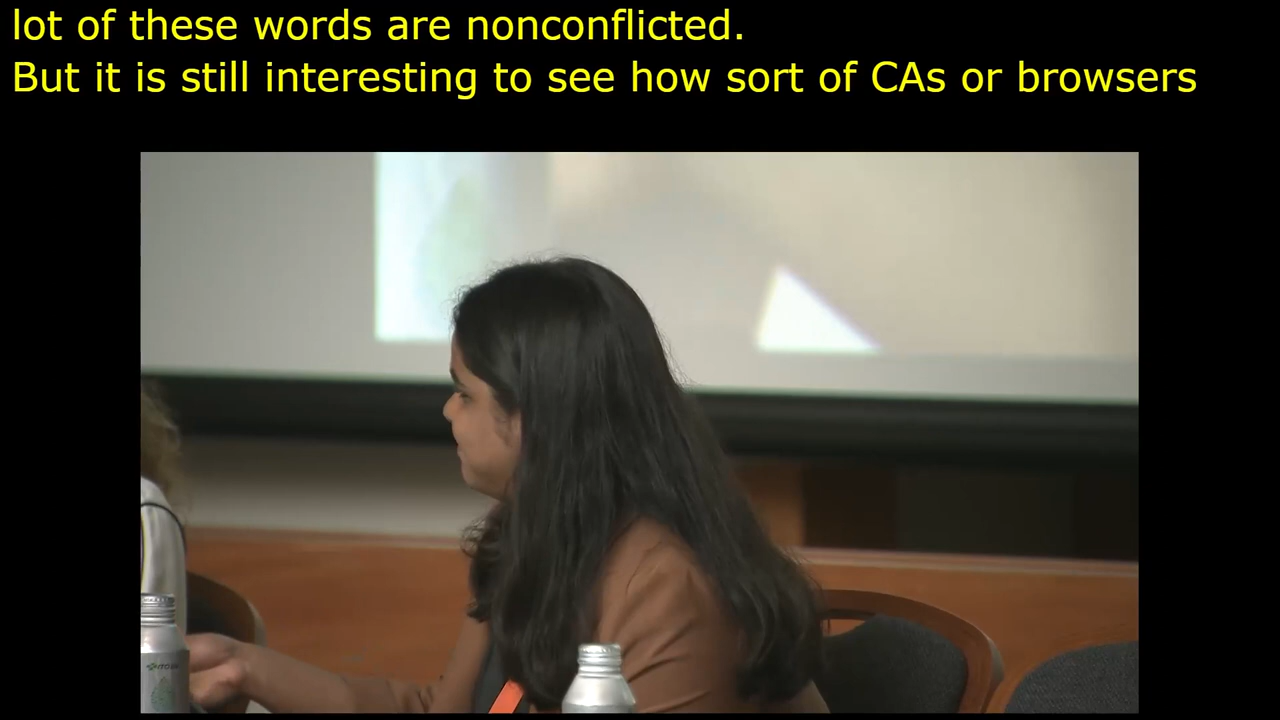 lot of these words are nonconflicted.
But it is still interesting to see how sort of CAs or browsers